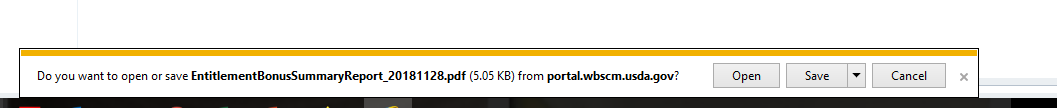 Do you want to open or save EntitlementBonusSummaryReport_20181128.pdf (5.05 KB) from portal.wbscm.usda.gov? Open Save Cancel ×